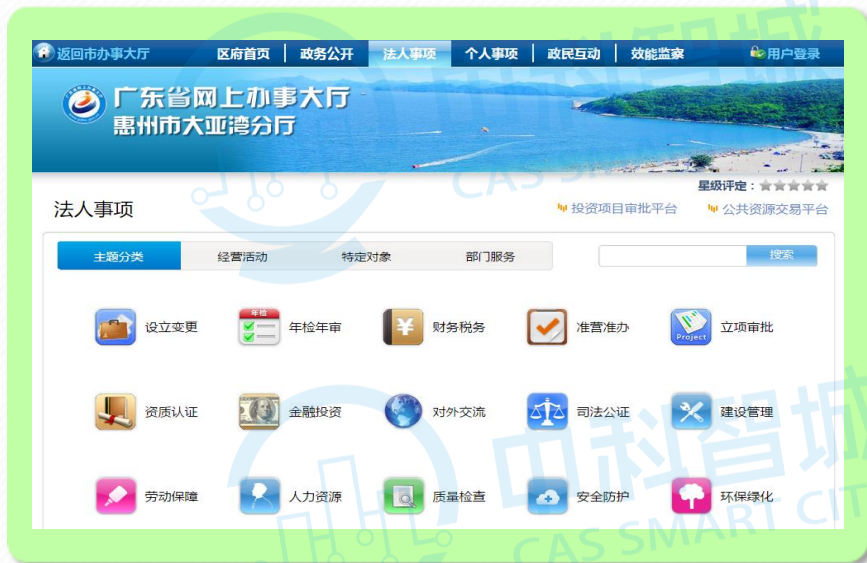 返回市办事大厅 区府首页 政务公开 法人事项 个人事项 政民互动 效能监察 用户登录
广东省网上办事大厅
惠州市大亚湾分厅
星级评定：
法人事项 投资项目审批平台 公共资源交易平台
主题分类 经营活动 特定对象 部门服务 搜索
年检
设立变更 年检年审 财务税务 准营准办 Project 立项审批
资质认证 金融投资 对外交流 司法公证 建设管理
劳动保障 人力资源 质量检查 安全防护 环保绿化
中科智城
CAS SMART CITY